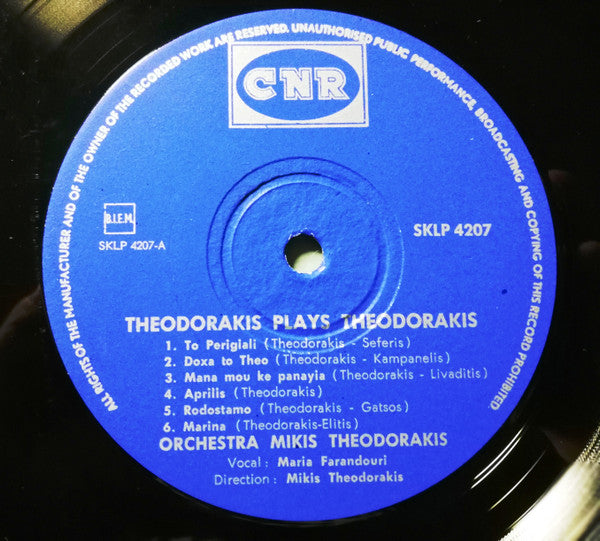 ALL RIGHTS OF THE MANUFACTURER AND OF THE OWNER OF THE RECORDED WORK ARE RESERVED. UNAUTHORISED PUBLIC PERFORMANCE, BROADCASTING AND COPYING OF THIS RECORD PROHIBITED.
CNR
B.I.E.M.
SKLP 4207-A
SKLP 4207
THEODORAKIS PLAYS THEODORAKIS
1. To Periglali (Theodorakis - Seferis)
2. Doxa to Theo (Theodorakis - Kampanelis)
3. Mana mou ke panayia (Theodorakis - Livaditis)
4. Aprilis (Theodorakis)
5. Rodostamo (Theodorakis - Gatsos)
6. Marina (Theodorakis-Elitis)
ORCHESTRA MIKIS THEODORAKIS
Vocal: Maria Farandouri
Direction: Mikis Theodorakis